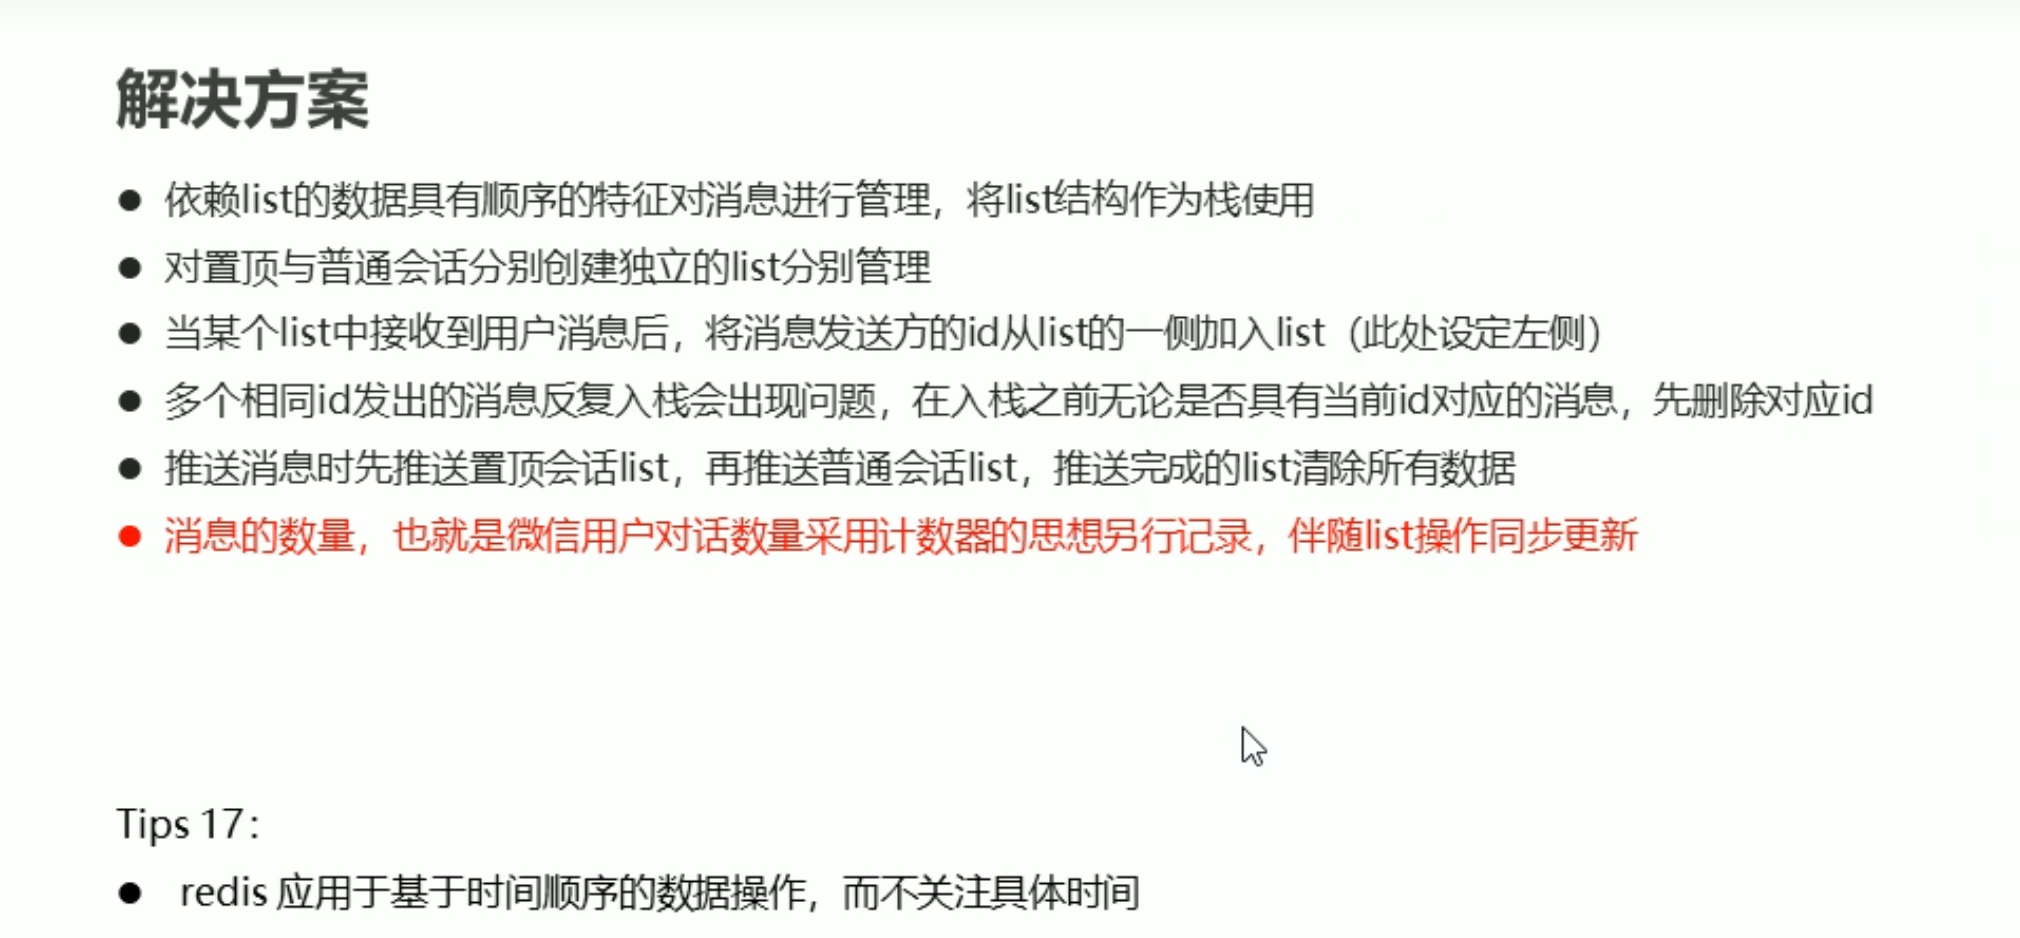 解决方案
● 依赖list的数据具有顺序的特征对消息进行管理，将list结构作为栈使用
● 对置顶与普通会话分别创建独立的list分别管理
● 当某个list中接收到用户消息后，将消息发送方的id从list的一侧加入list（此处设定左侧）
● 多个相同id发出的消息反复入栈会出现问题，在入栈之前无论是否具有当前id对应的消息，先删除对应id
● 推送消息时先推送置顶会话list，再推送普通会话list，推送完成的list清除所有数据
● 消息的数量，也就是微信用户对话数量采用计数器的思想另行记录，伴随list操作同步更新
Tips 17：
● redis 应用于基于时间顺序的数据操作，而不关注具体时间